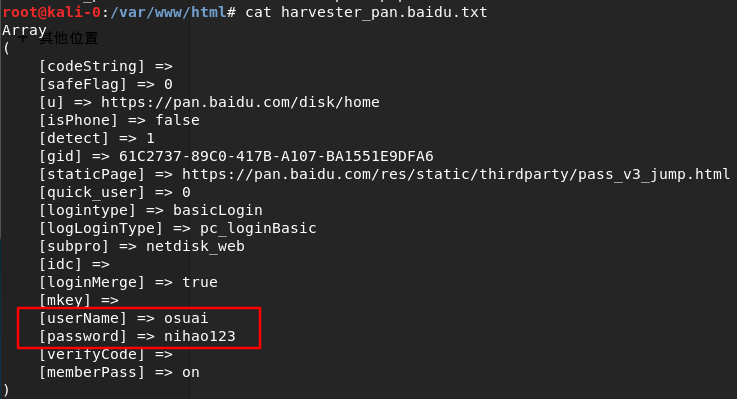 root@kali-0:/var/www/html# cat harvester_pan.baidu.txt
Array
+ 其他位置
(
[codeString] =>
[safeFlag] => 0
[u] => https://pan.baidu.com/disk/home
[isPhone] => false
[detect] => 1
[gid] => 61C2737-89C0-417B-A107-BA1551E9DFA6
[staticPage] => https://pan.baidu.com/res/static/thirdparty/pass_v3_jump.html
[quick_user] => 0
[logintype] => basicLogin
[logLoginType] => pc_loginBasic
[subpro] => netdisk_web
[idc] =>
[loginMerge] => true
[mkey] =>
[userName] => osuai
[password] => nihao123
[verifyCode] =>
[memberPass] => on
)